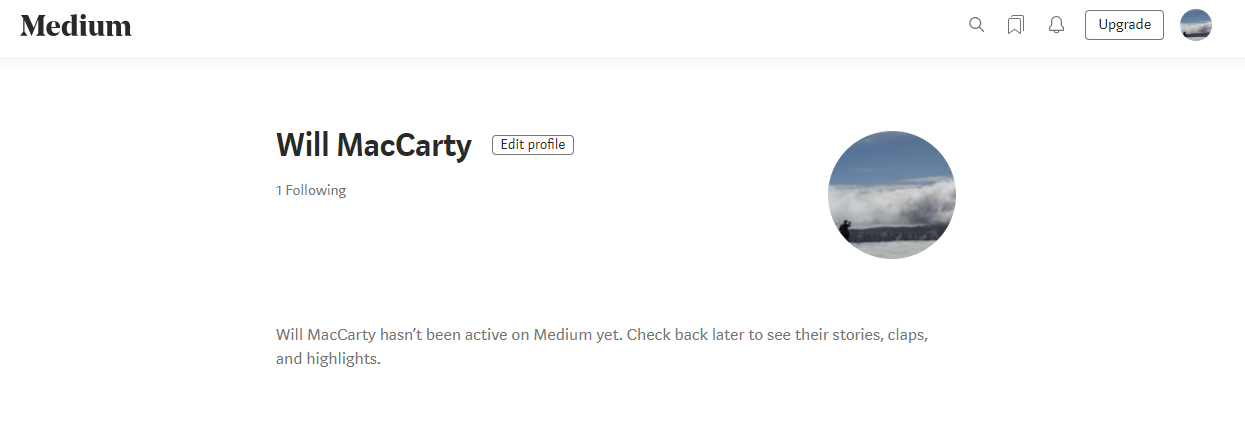 Medium
Upgrade
Will MacCarty
Edit profile
1 Following
Will MacCarty hasn’t been active on Medium yet. Check back later to see their stories, claps,
and highlights.